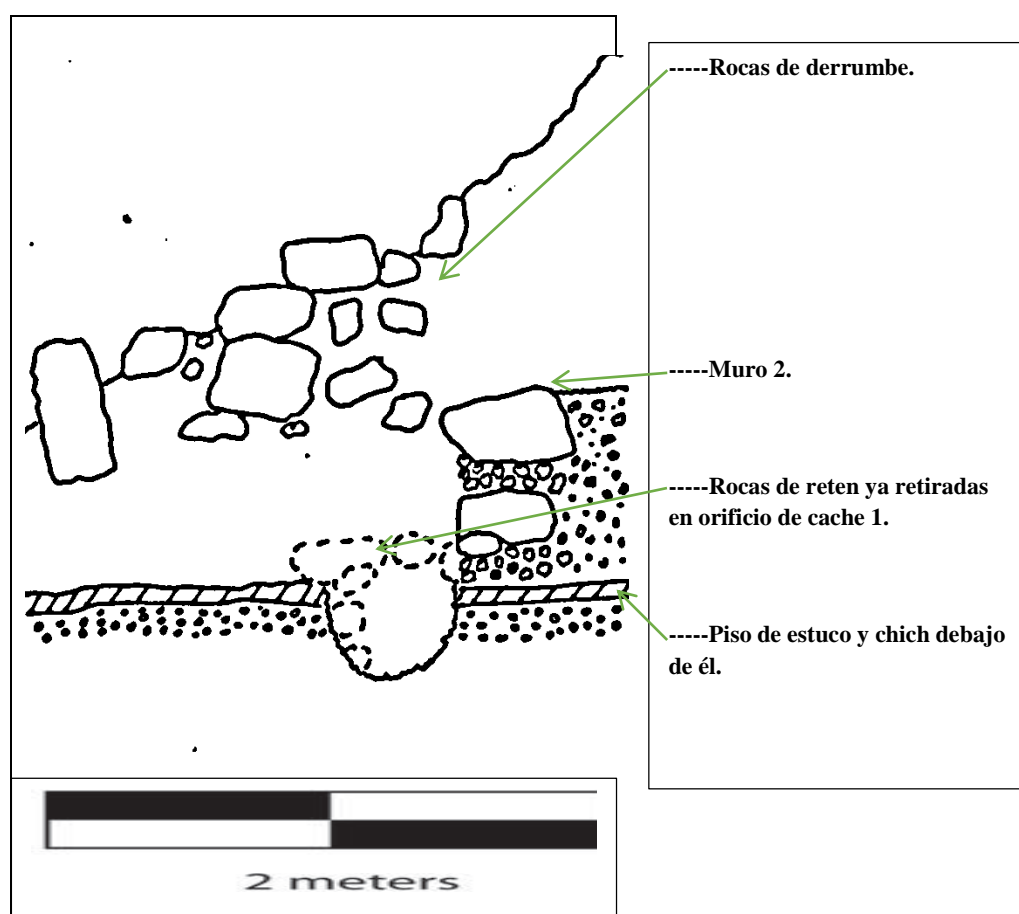 -----Rocas de derrumbe.
-----Muro 2.
-----Rocas de reten ya retiradas
en orificio de cache 1.
-----Piso de estuco y chich debajo
de él.
2 meters